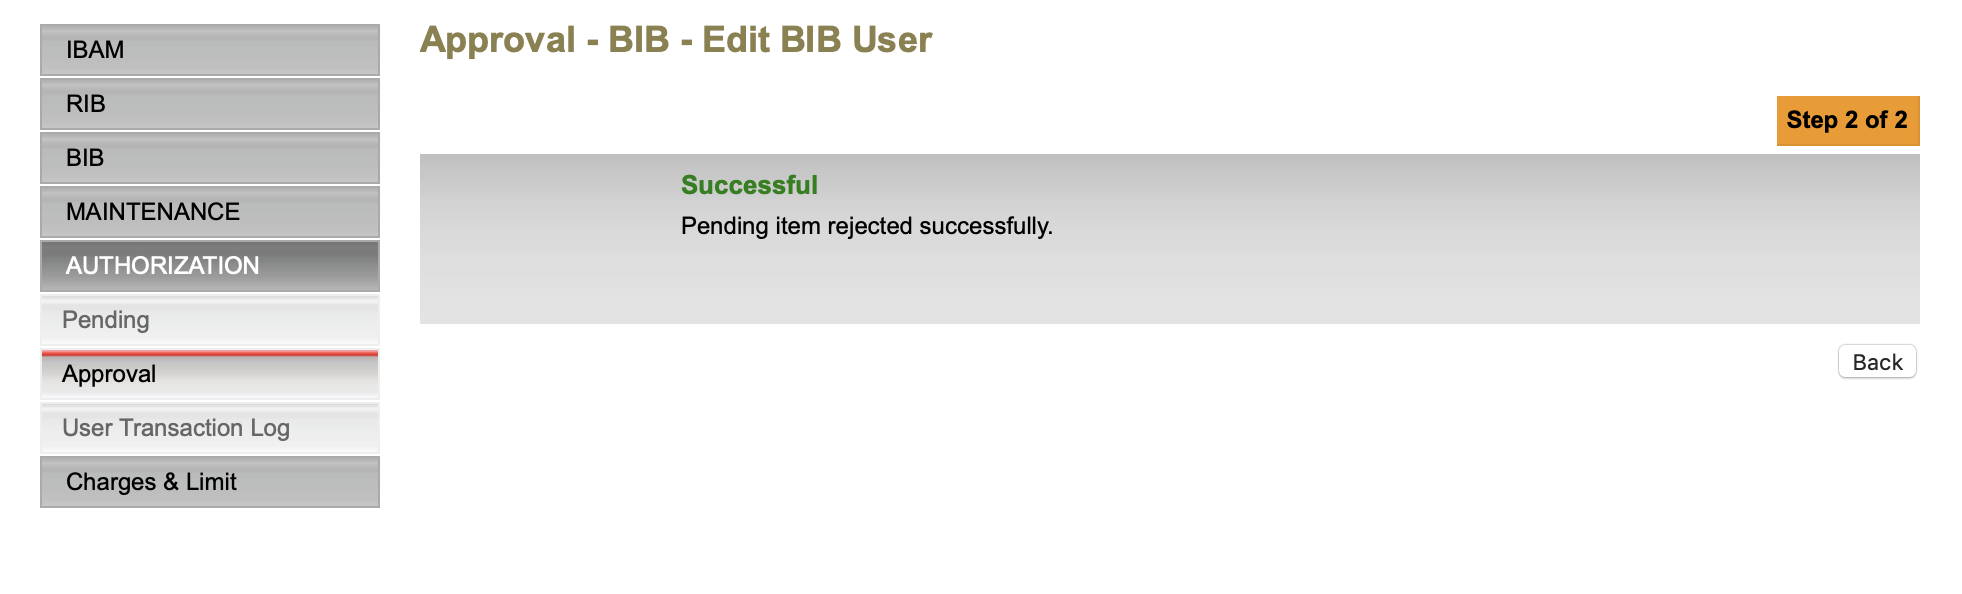 IBAM
RIB
BIB
MAINTENANCE
AUTHORIZATION
Pending
Approval
User Transaction Log
Charges & Limit
Approval - BIB - Edit BIB User
Step 2 of 2
Successful
Pending item rejected successfully.
Back